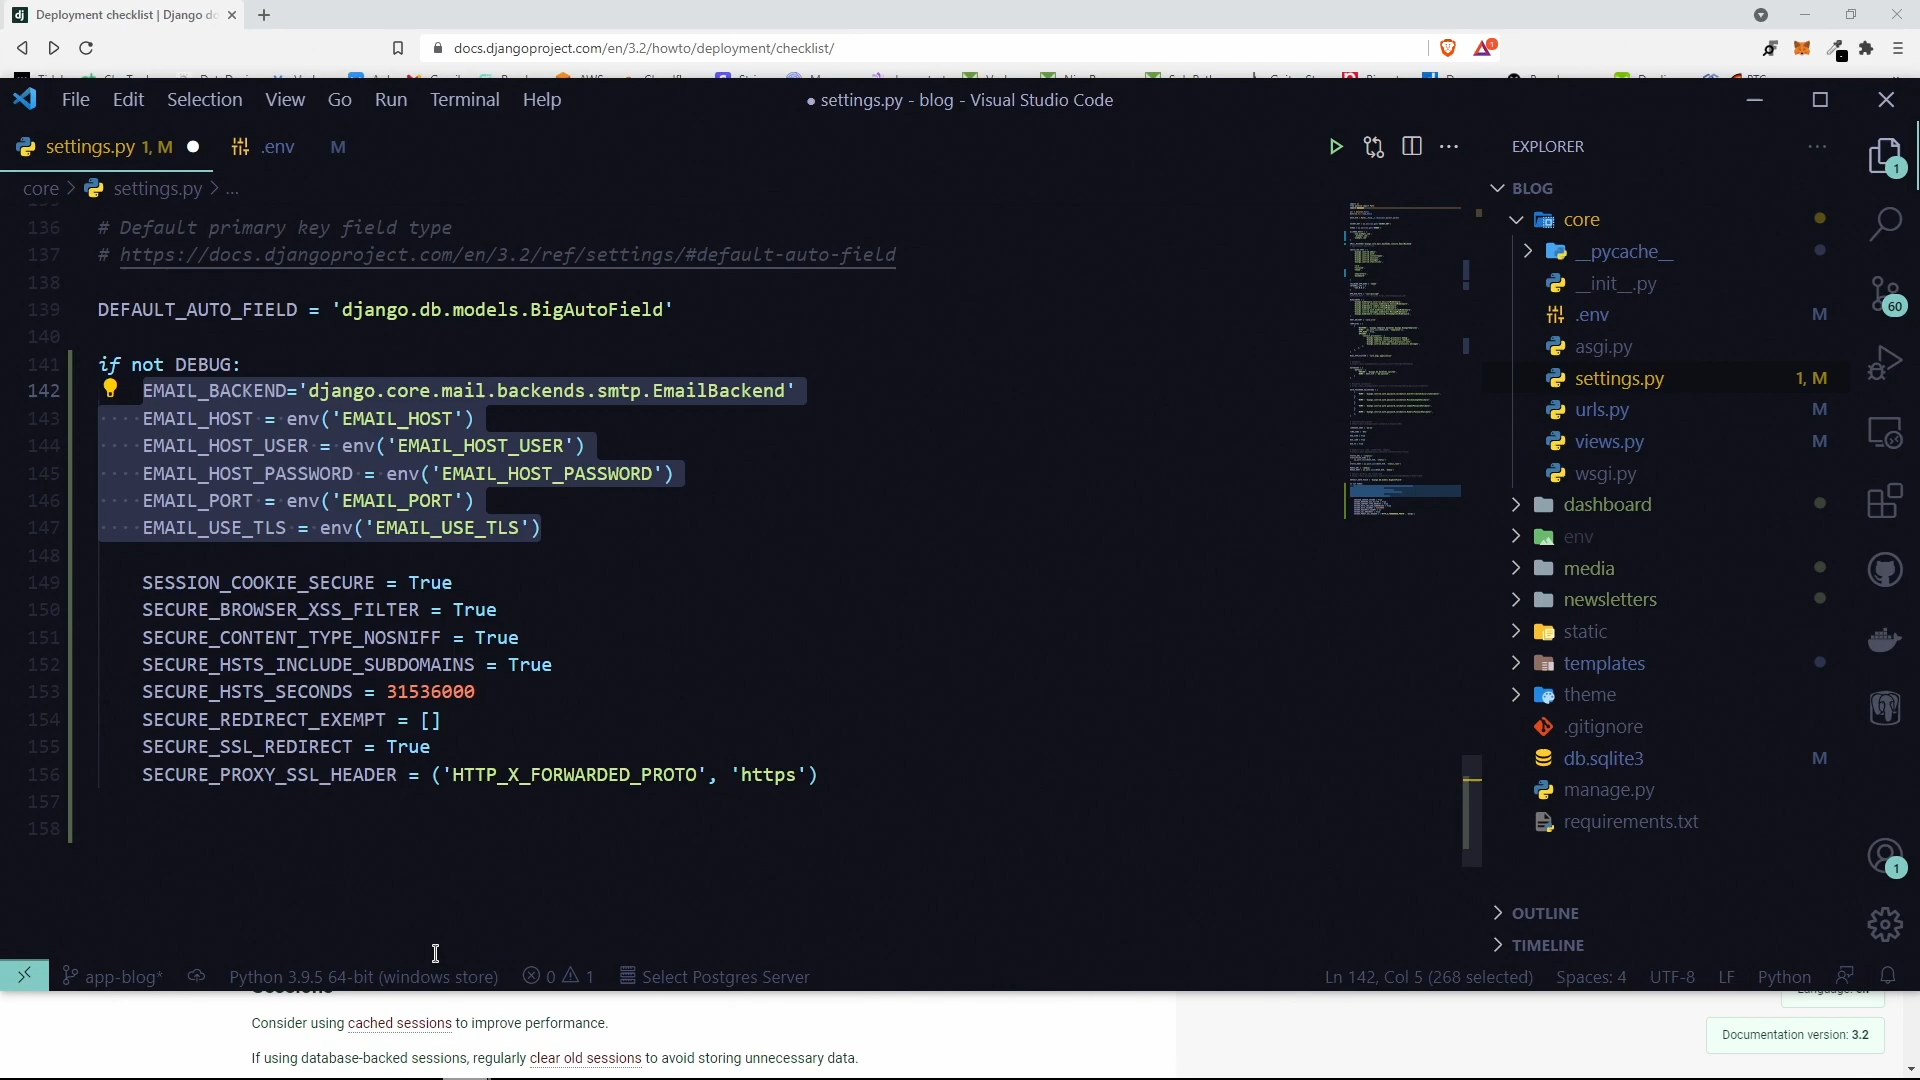 Deployment checklist | Django do
docs.djangoproject.com/en/3.2/howto/deployment/checklist/
File Edit Selection View Go Run Terminal Help
● settings.py - blog - Visual Studio Code
settings.py 1, M
.env M
EXPLORER
core > settings.py > ...
136 # Default primary key field type
137 # https://docs.djangoproject.com/en/3.2/ref/settings/#default-auto-field
138
139 DEFAULT_AUTO_FIELD = 'django.db.models.BigAutoField'
140
141 if not DEBUG:
142 EMAIL_BACKEND='django.core.mail.backends.smtp.EmailBackend'
143 EMAIL_HOST = env('EMAIL_HOST')
144 EMAIL_HOST_USER = env('EMAIL_HOST_USER')
145 EMAIL_HOST_PASSWORD = env('EMAIL_HOST_PASSWORD')
146 EMAIL_PORT = env('EMAIL_PORT')
147 EMAIL_USE_TLS = env('EMAIL_USE_TLS')
148
149 SESSION_COOKIE_SECURE = True
150 SECURE_BROWSER_XSS_FILTER = True
151 SECURE_CONTENT_TYPE_NOSNIFF = True
152 SECURE_HSTS_INCLUDE_SUBDOMAINS = True
153 SECURE_HSTS_SECONDS = 31536000
154 SECURE_REDIRECT_EXEMPT = []
155 SECURE_SSL_REDIRECT = True
156 SECURE_PROXY_SSL_HEADER = ('HTTP_X_FORWARDED_PROTO', 'https')
157
158
BLOG
core
__pycache__
__init__.py
.env M
asgi.py
settings.py 1, M
urls.py M
views.py M
wsgi.py
dashboard
env
media
newsletters
static
templates
theme
.gitignore
db.sqlite3 M
manage.py
requirements.txt
OUTLINE
TIMELINE
1
60
1
app-blog* Python 3.9.5 64-bit (windows store) 0 1 Select Postgres Server
Ln 142, Col 5 (268 selected) Spaces: 4 UTF-8 LF Python
Consider using cached sessions to improve performance.
Documentation version: 3.2
If using database-backed sessions, regularly clear old sessions to avoid storing unnecessary data.